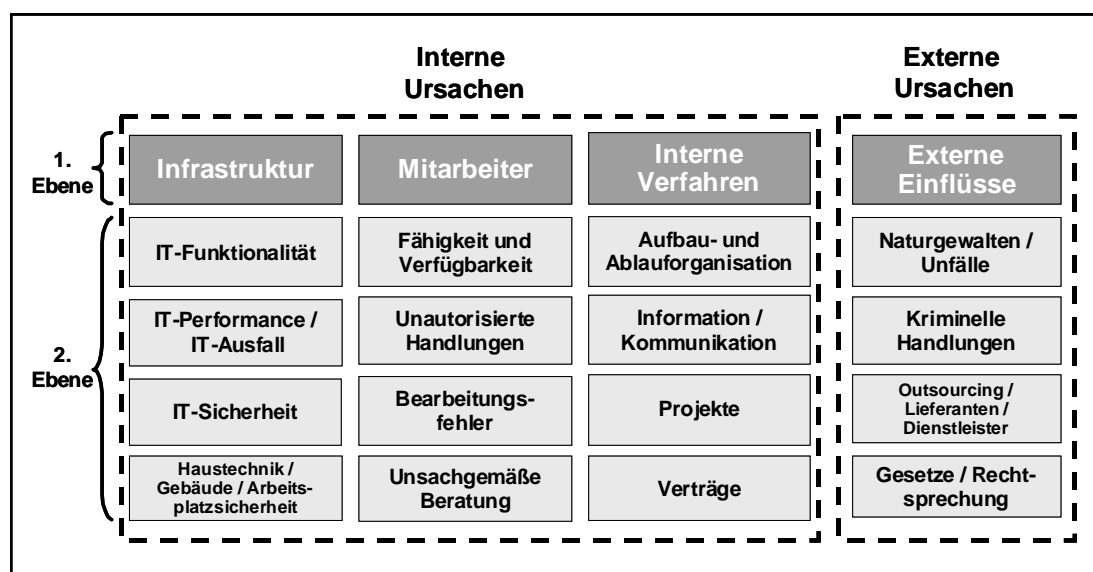 Interne
Ursachen
Externe
Ursachen
1.
Ebene
Infrastruktur
Mitarbeiter
Interne
Verfahren
Externe
Einflüsse
2.
Ebene
IT-Funktionalität
Fähigkeit und
Verfügbarkeit
Aufbau- und
Ablauforganisation
Naturgewalten /
Unfälle
IT-Performance /
IT-Ausfall
Unautorisierte
Handlungen
Information /
Kommunikation
Kriminelle
Handlungen
IT-Sicherheit
Bearbeitungs-
fehler
Projekte
Outsourcing /
Lieferanten /
Dienstleister
Haustechnik /
Gebäude / Arbeits-
platzsicherheit
Unsachgemäße
Beratung
Verträge
Gesetze / Recht-
sprechung